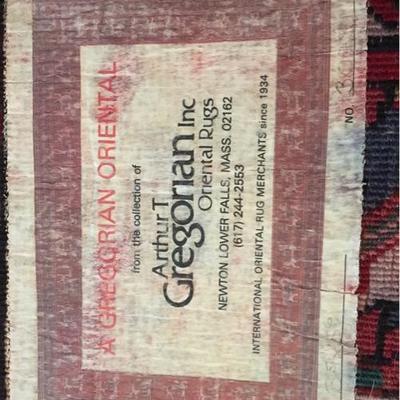 A GREGORIAN ORIENTAL
from the collection of
Arthur T
Gregorian Inc
Oriental Rugs
NEWTON LOWER FALLS, MASS. 02162
(617) 244-2553
INTERNATIONAL ORIENTAL RUG MERCHANTS since 1934
NO.